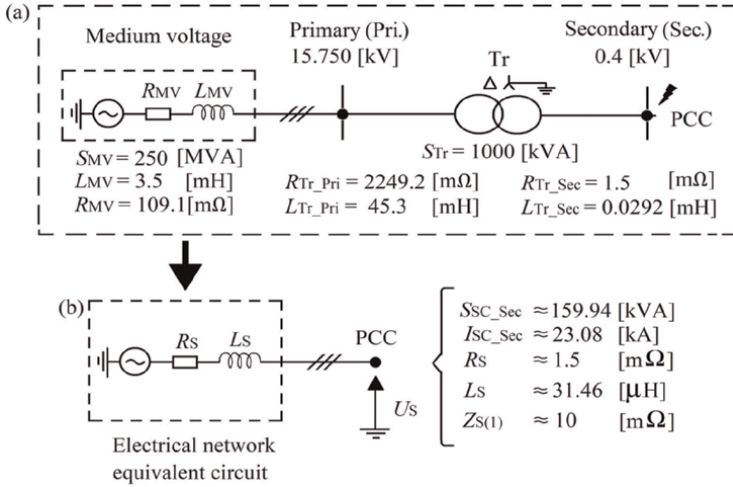 (a)
Medium voltage
Primary (Pri.)
15.750 [kV]
Secondary (Sec.)
0.4 [kV]
Tr
RMV LMV
Δ
PCC
SMV = 250 [MVA]
LMV = 3.5 [mH]
RMV = 109.1[mΩ]
STr = 1000 [kVA]
RTr_Pri = 2249.2 [mΩ]
LTr_Pri = 45.3 [mH]
RTr_Sec = 1.5 [mΩ]
LTr_Sec = 0.0292 [mH]
(b)
RS LS
PCC
US
Electrical network
equivalent circuit
SSC_Sec ≈ 159.94 [kVA]
ISC_Sec ≈ 23.08 [kA]
RS ≈ 1.5 [mΩ]
LS ≈ 31.46 [μH]
ZS(1) ≈ 10 [mΩ]